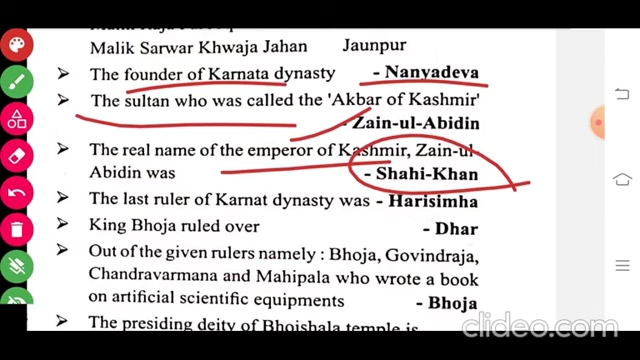 Malik Sarwar Khwaja Jahan Jaunpur
➤ The founder of Karnata dynasty - Nanyadeva
➤ The sultan who was called the 'Akbar of Kashmir'
- Zain-ul-Abidin
➤ The real name of the emperor of Kashmir, Zain-ul-
Abidin was - Shahi-Khan
➤ The last ruler of Karnat dynasty was - Harisimha
➤ King Bhoja ruled over - Dhar
➤ Out of the given rulers namely : Bhoja, Govindraja,
Chandravarmana and Mahipala who wrote a book
on artificial scientific equipments - Bhoja
➤ The presiding deity of Bhojshala temple is
clideo.com